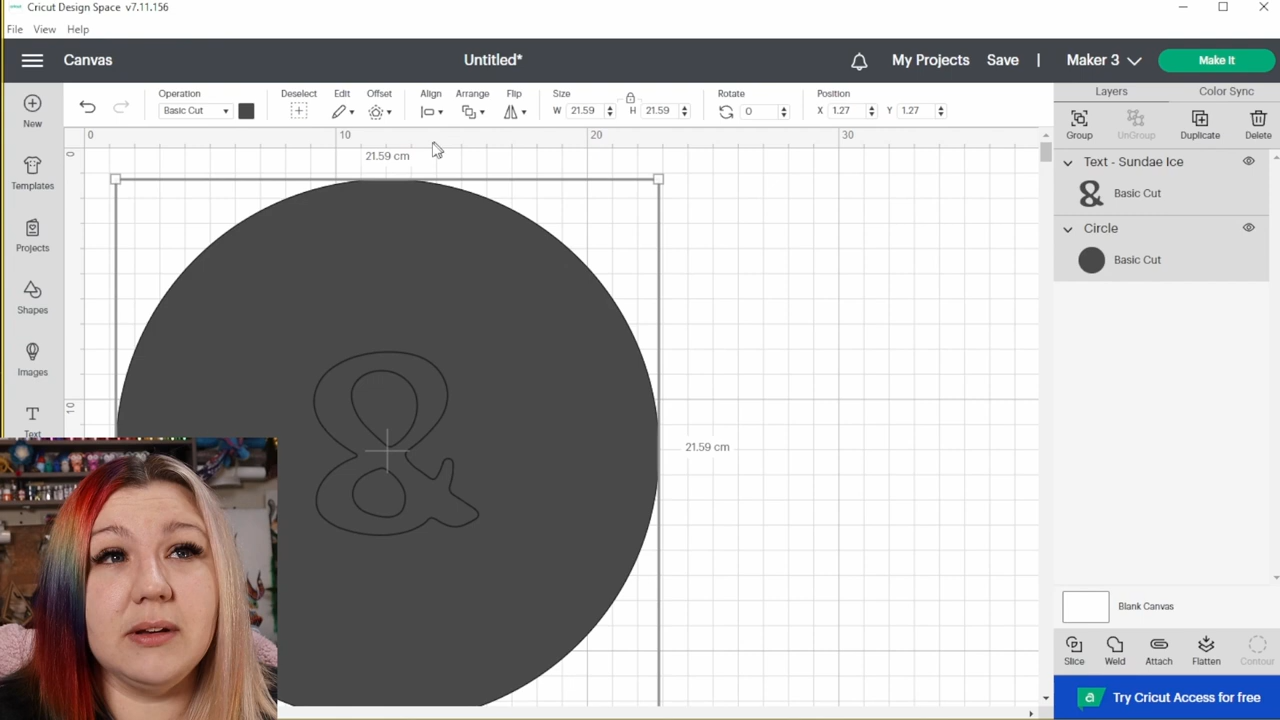 Cricut Design Space v7.11.156
File View Help
Canvas
Untitled*
My Projects Save | Maker 3 Make It
Operation Deselect Edit Offset Align Arrange Flip Size Rotate Position
Basic Cut W 21.59 H 21.59 0 X 1.27 Y 1.27
Layers Color Sync
Group UnGroup Duplicate Delete
New
Templates
Projects
Shapes
Images
Text
0 10 20 30
0
10
21.59 cm
21.59 cm
&
Text - Sundae Ice
& Basic Cut
Circle
Basic Cut
Blank Canvas
Slice Weld Attach Flatten Contour
a Try Cricut Access for free